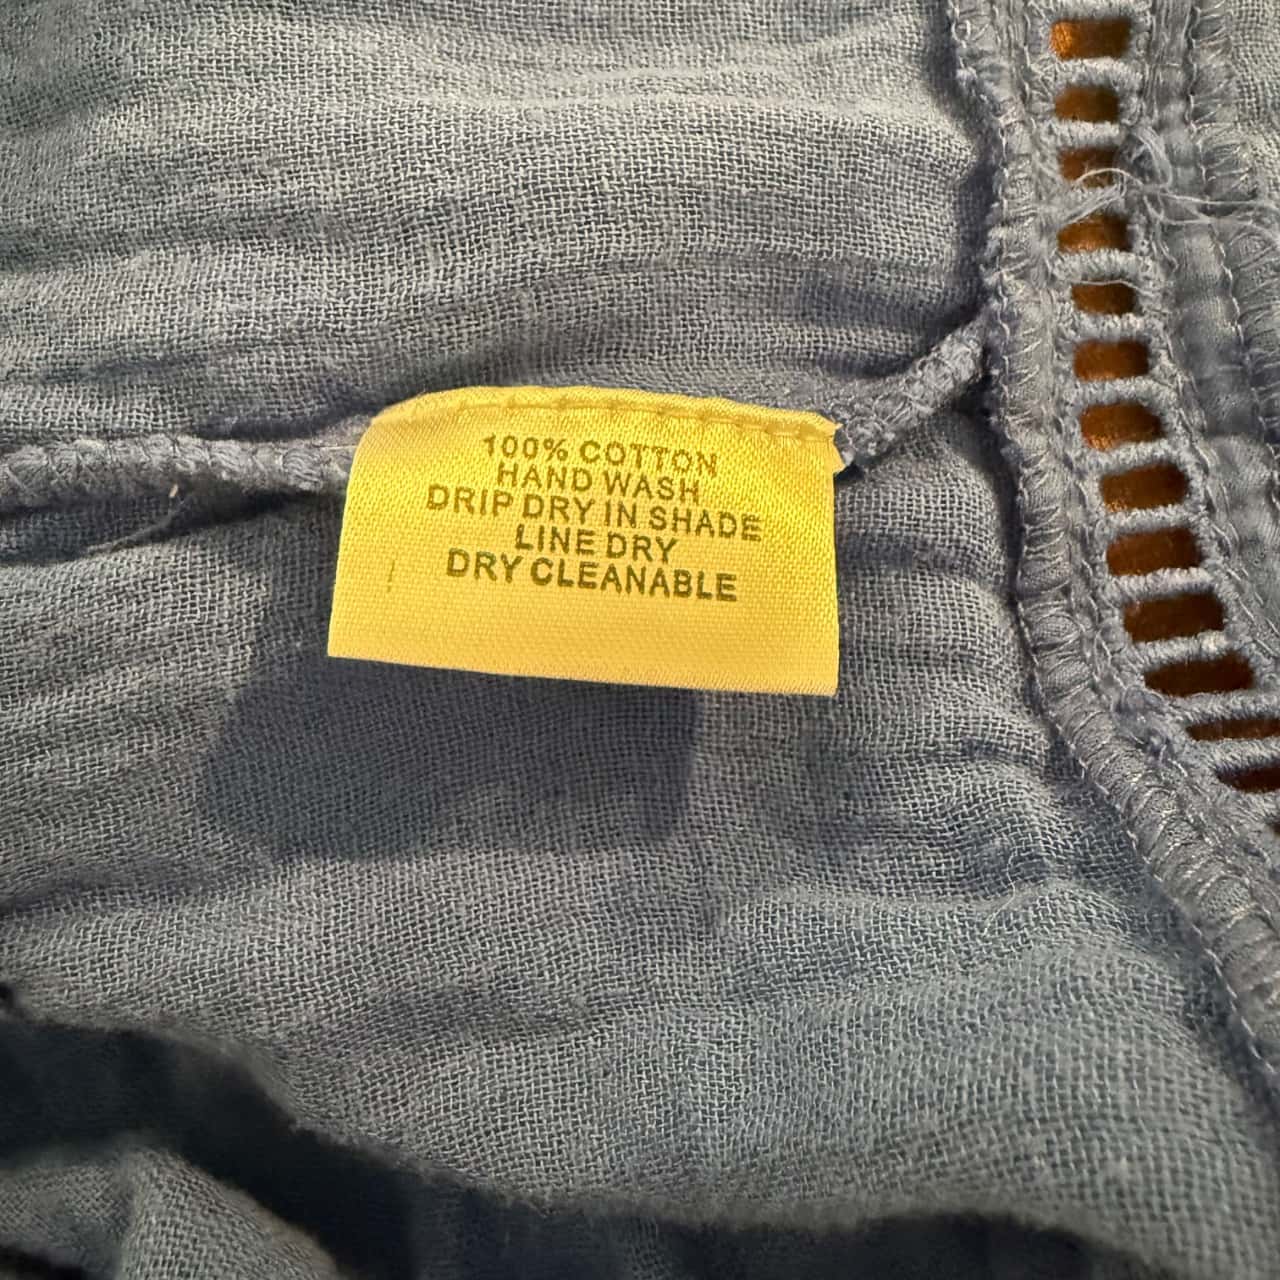 100% COTTON
HAND WASH
DRIP DRY IN SHADE
LINE DRY
DRY CLEANABLE